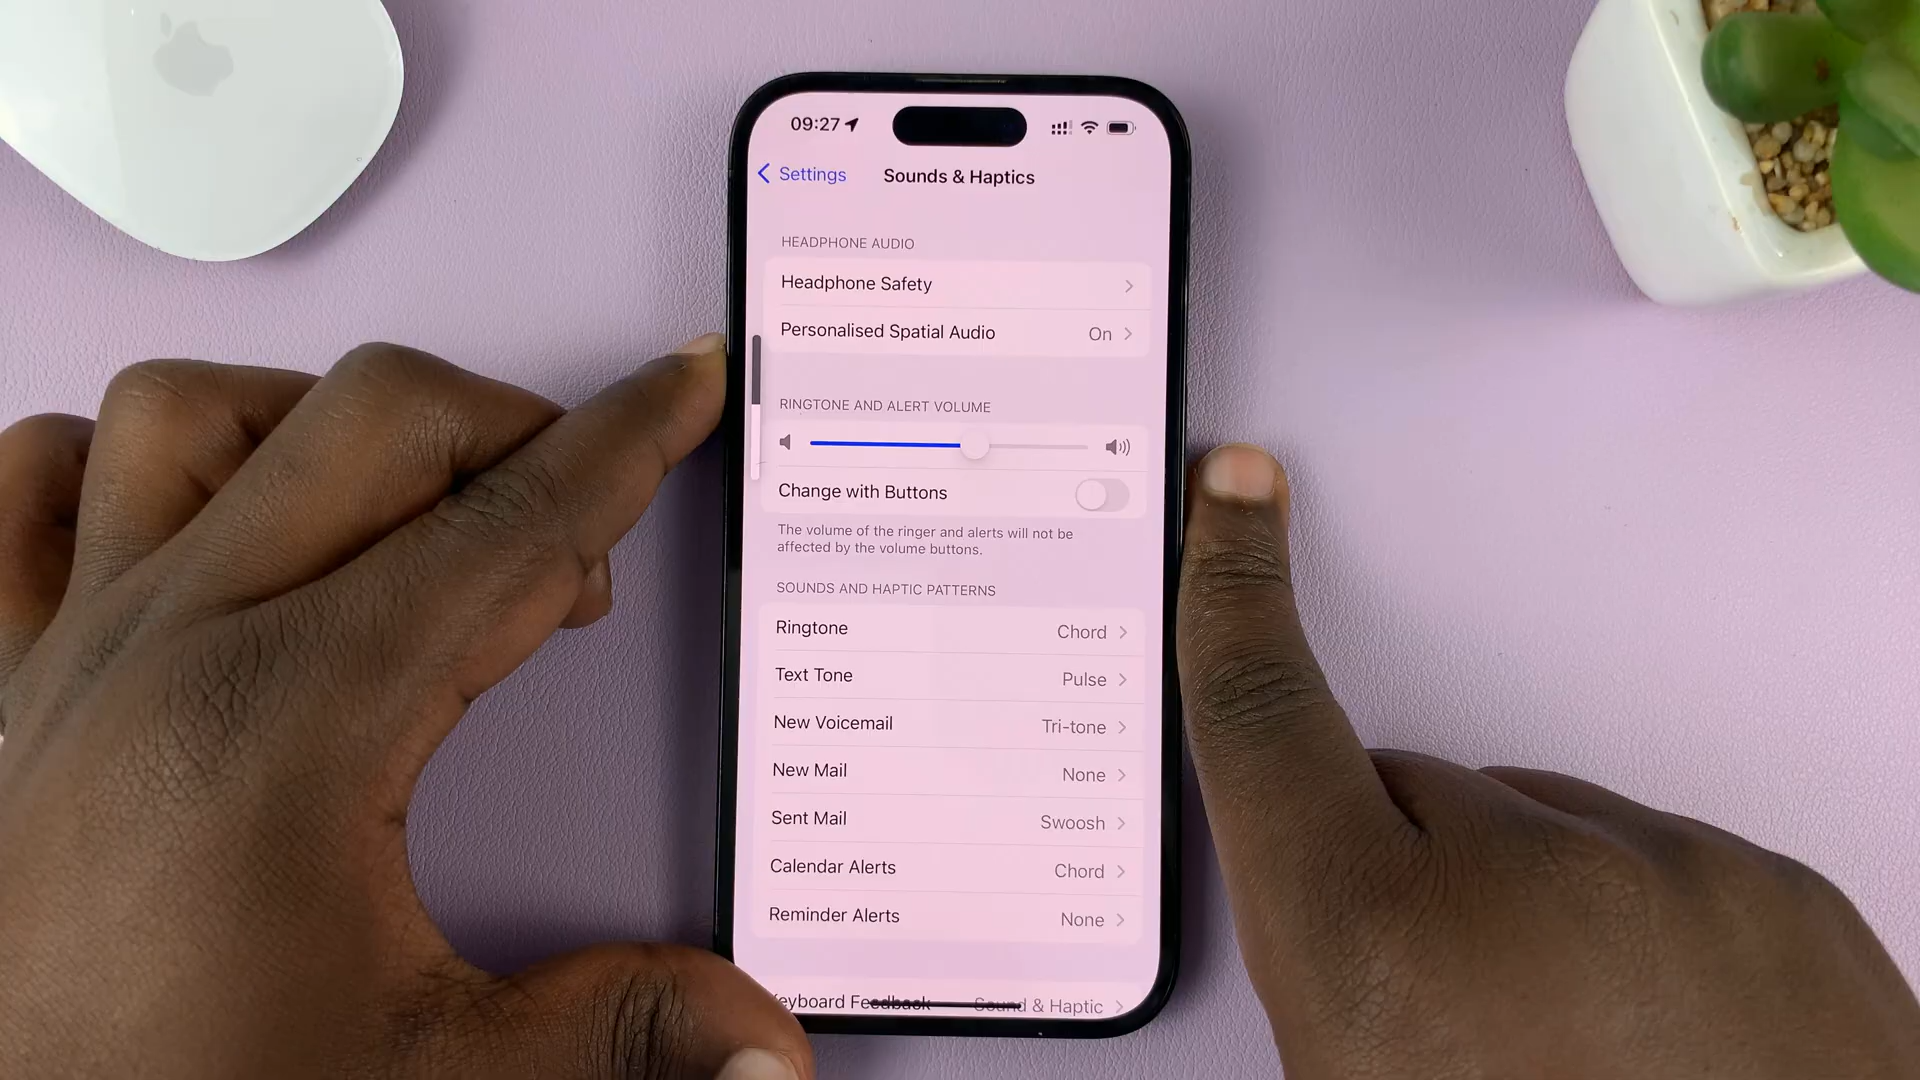 09:27
Settings
Sounds & Haptics
HEADPHONE AUDIO
Headphone Safety
Personalised Spatial Audio On
RINGTONE AND ALERT VOLUME
Change with Buttons
The volume of the ringer and alerts will not be
affected by the volume buttons.
SOUNDS AND HAPTIC PATTERNS
Ringtone Chord
Text Tone Pulse
New Voicemail Tri-tone
New Mail None
Sent Mail Swoosh
Calendar Alerts Chord
Reminder Alerts None
eyboard Feedback Sound & Haptic